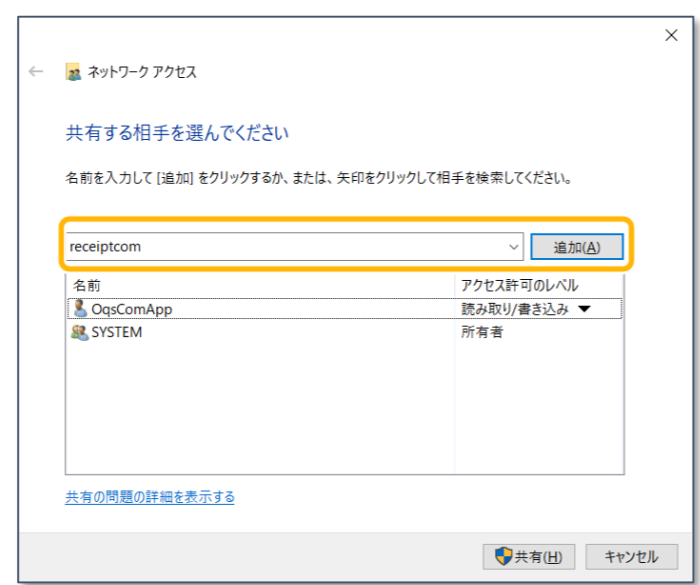 ネットワーク アクセス
共有する相手を選んでください
名前を入力して [追加] をクリックするか、または、矢印をクリックして相手を検索してください。
receiptcom 追加(A)
名前 アクセス許可のレベル
OqsComApp 読み取り/書き込み ▼
SYSTEM 所有者
共有の問題の詳細を表示する
共有(H) キャンセル